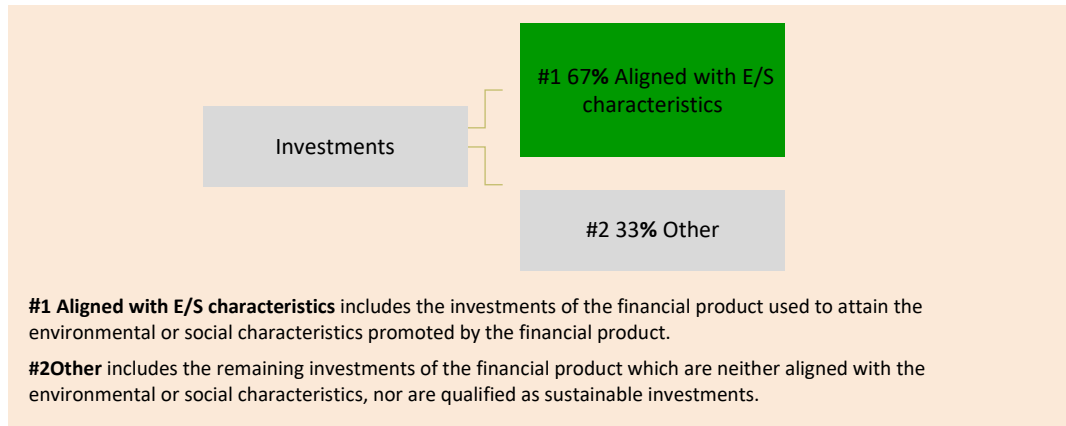 #1 67% Aligned with E/S
characteristics
Investments
#2 33% Other
#1 Aligned with E/S characteristics includes the investments of the financial product used to attain the
environmental or social characteristics promoted by the financial product.
#2Other includes the remaining investments of the financial product which are neither aligned with the
environmental or social characteristics, nor are qualified as sustainable investments.